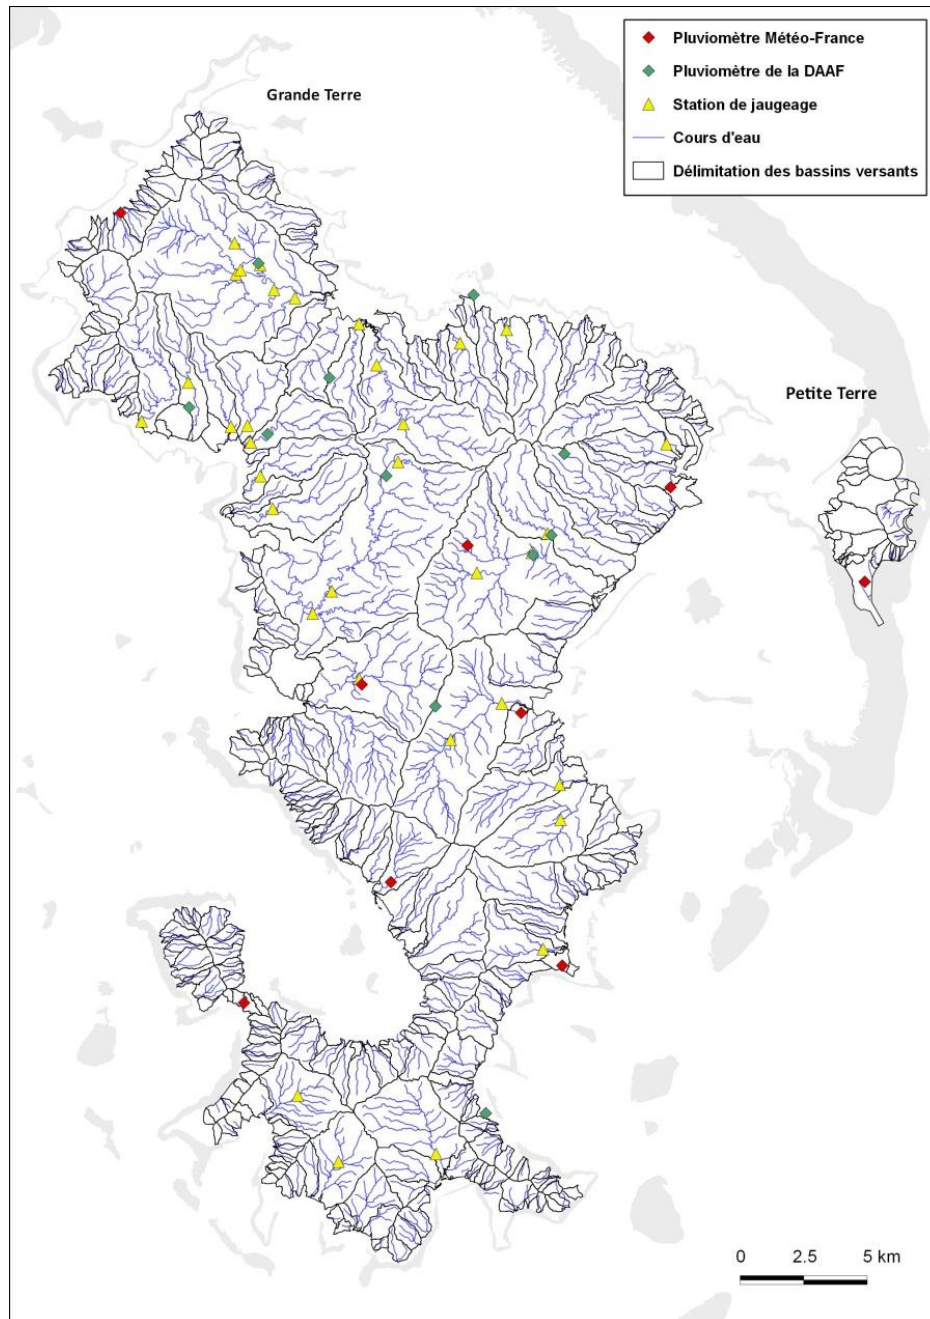 Pluviomètre Météo-France
Pluviomètre de la DAAF
Station de jaugeage
Cours d'eau
Délimitation des bassins versants
Grande Terre
Petite Terre
0 2.5 5 km